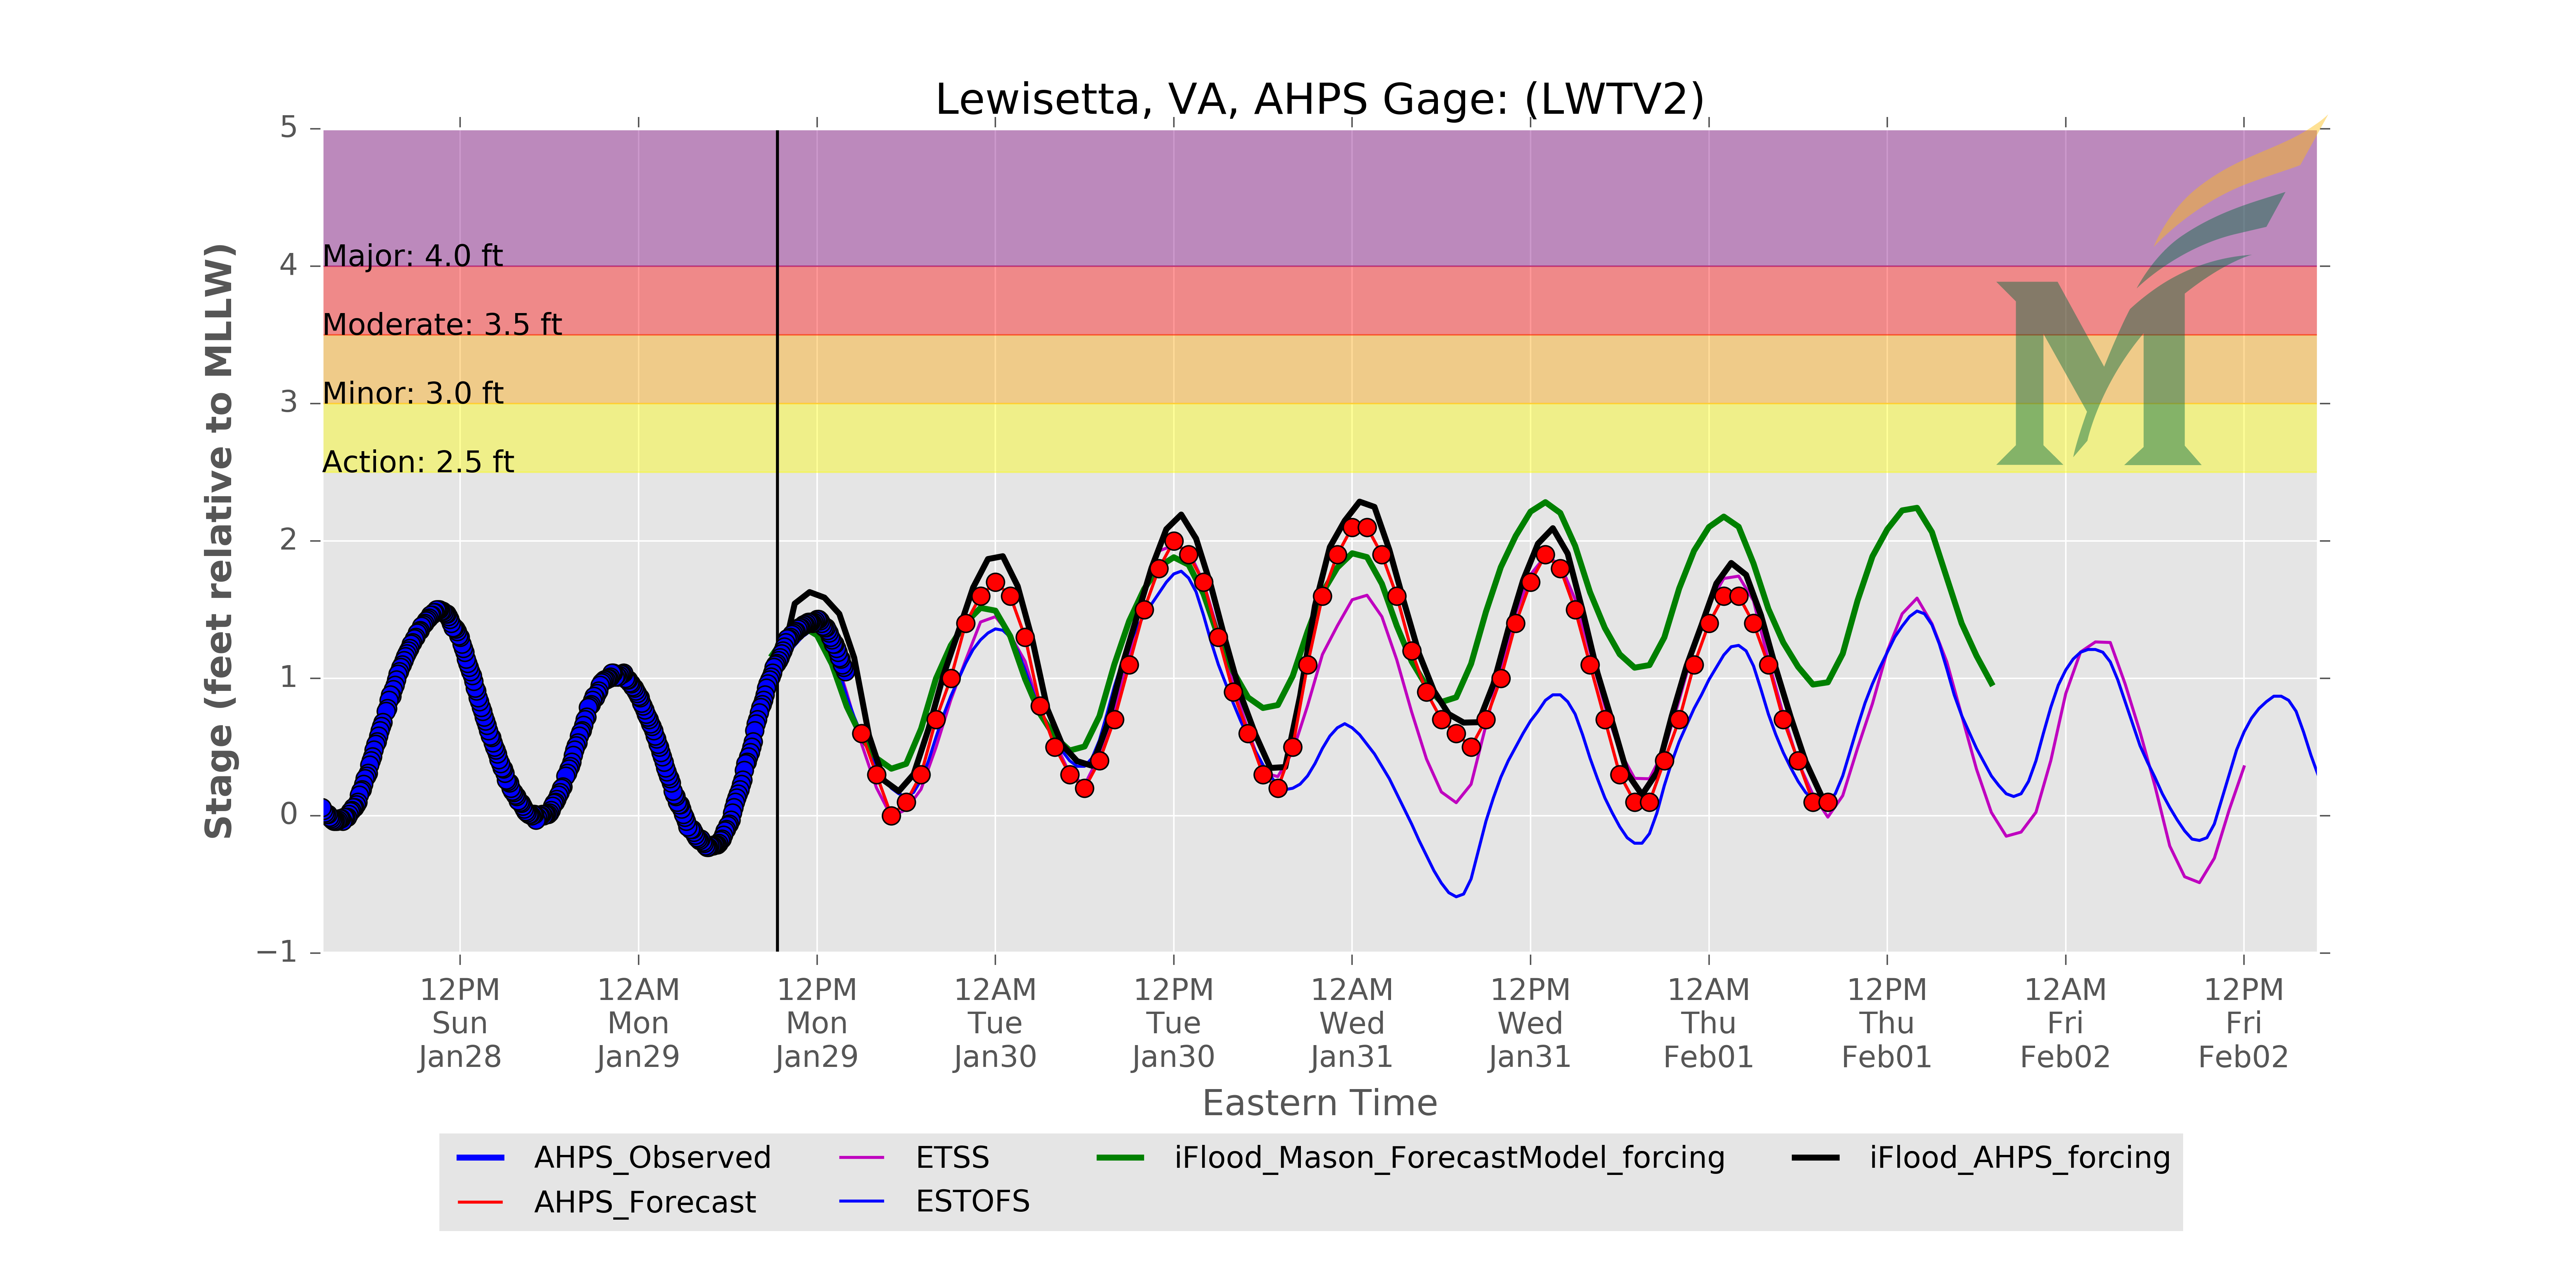 Lewisetta, VA, AHPS Gage: (LWTV2)
Stage (feet relative to MLLW)
5
4
3
2
1
0
−1
Major: 4.0 ft
Moderate: 3.5 ft
Minor: 3.0 ft
Action: 2.5 ft
M
12PM 12AM 12PM 12AM 12PM 12AM 12PM 12AM 12PM 12AM 12PM
Sun Mon Mon Tue Tue Wed Wed Thu Thu Fri Fri
Jan28 Jan29 Jan29 Jan30 Jan30 Jan31 Jan31 Feb01 Feb01 Feb02 Feb02
Eastern Time
AHPS_Observed ETSS iFlood_Mason_ForecastModel_forcing iFlood_AHPS_forcing
AHPS_Forecast ESTOFS